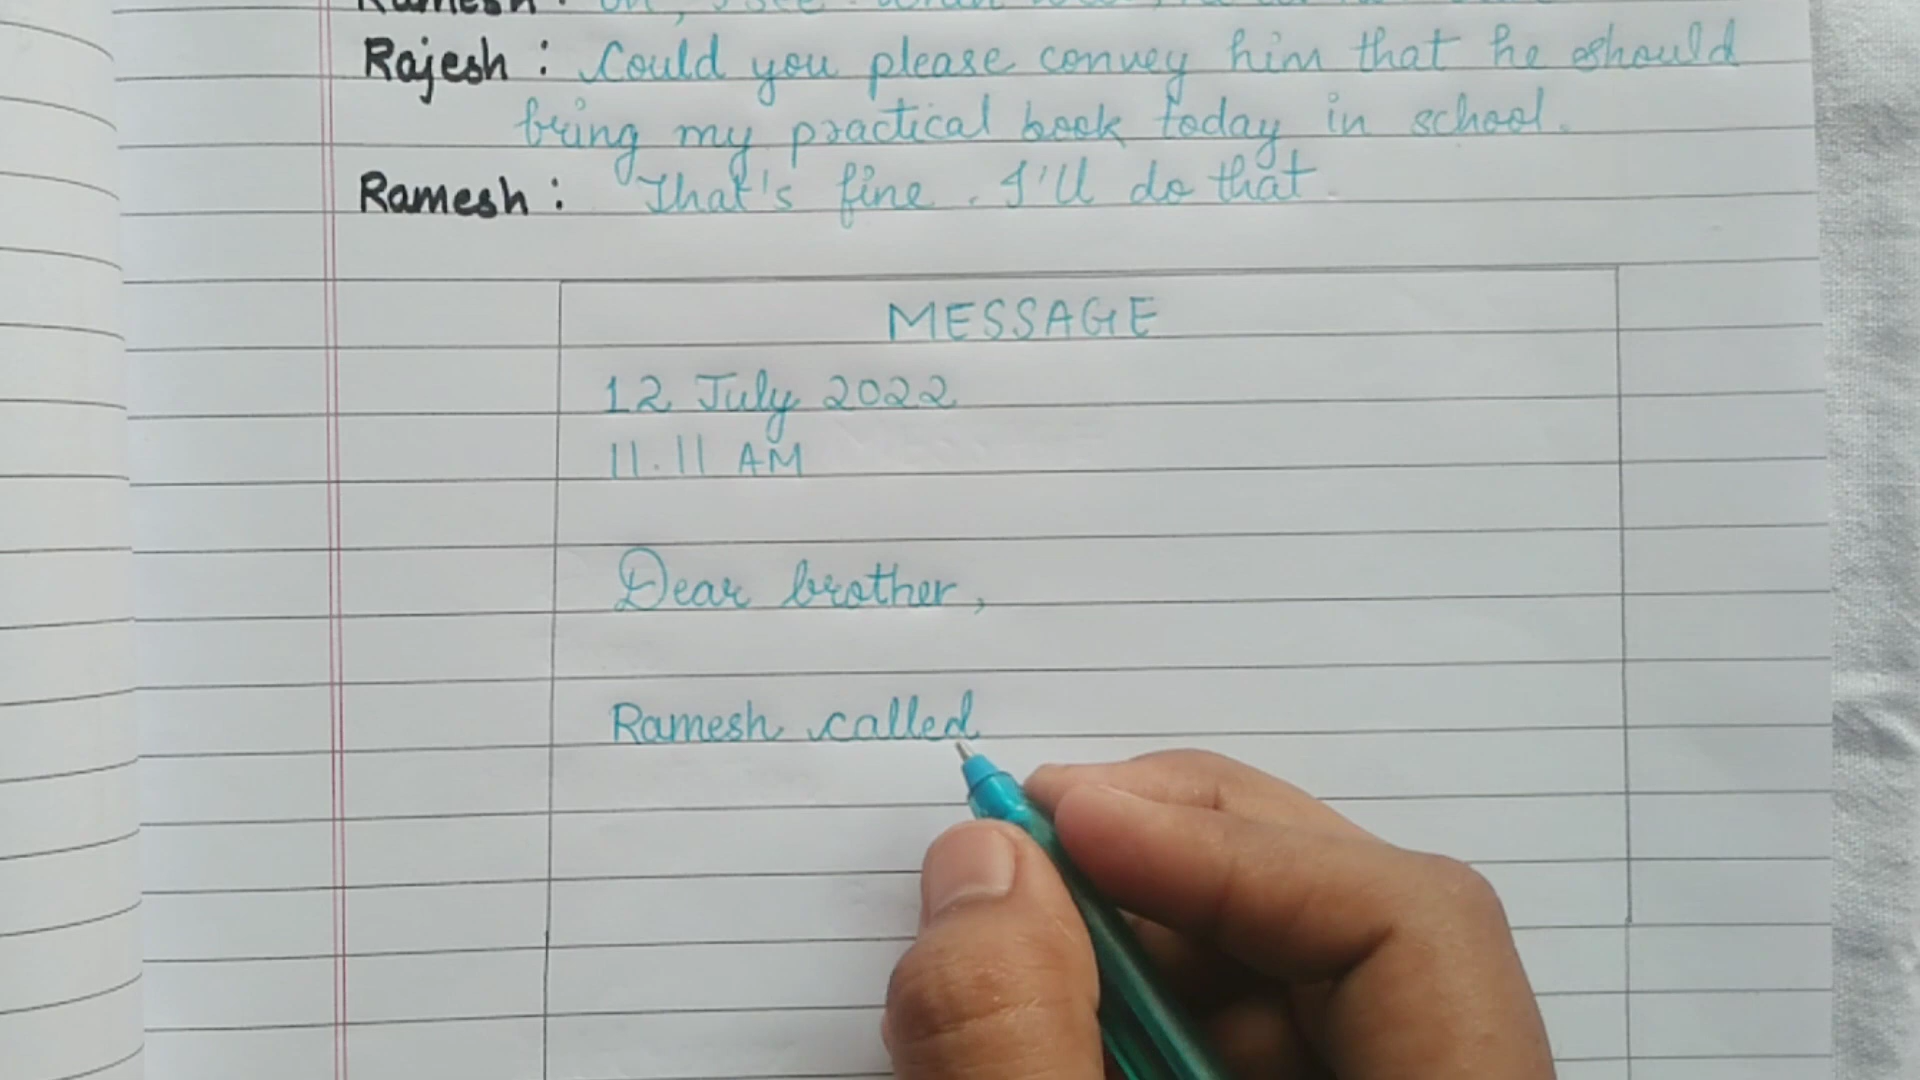 Ramesh :
Rajesh : Could you please convey him that he should
bring my practical book today in school.
Ramesh : That's fine. I'll do that.
MESSAGE
12 July 2022
11.11 AM
Dear brother,
Ramesh called